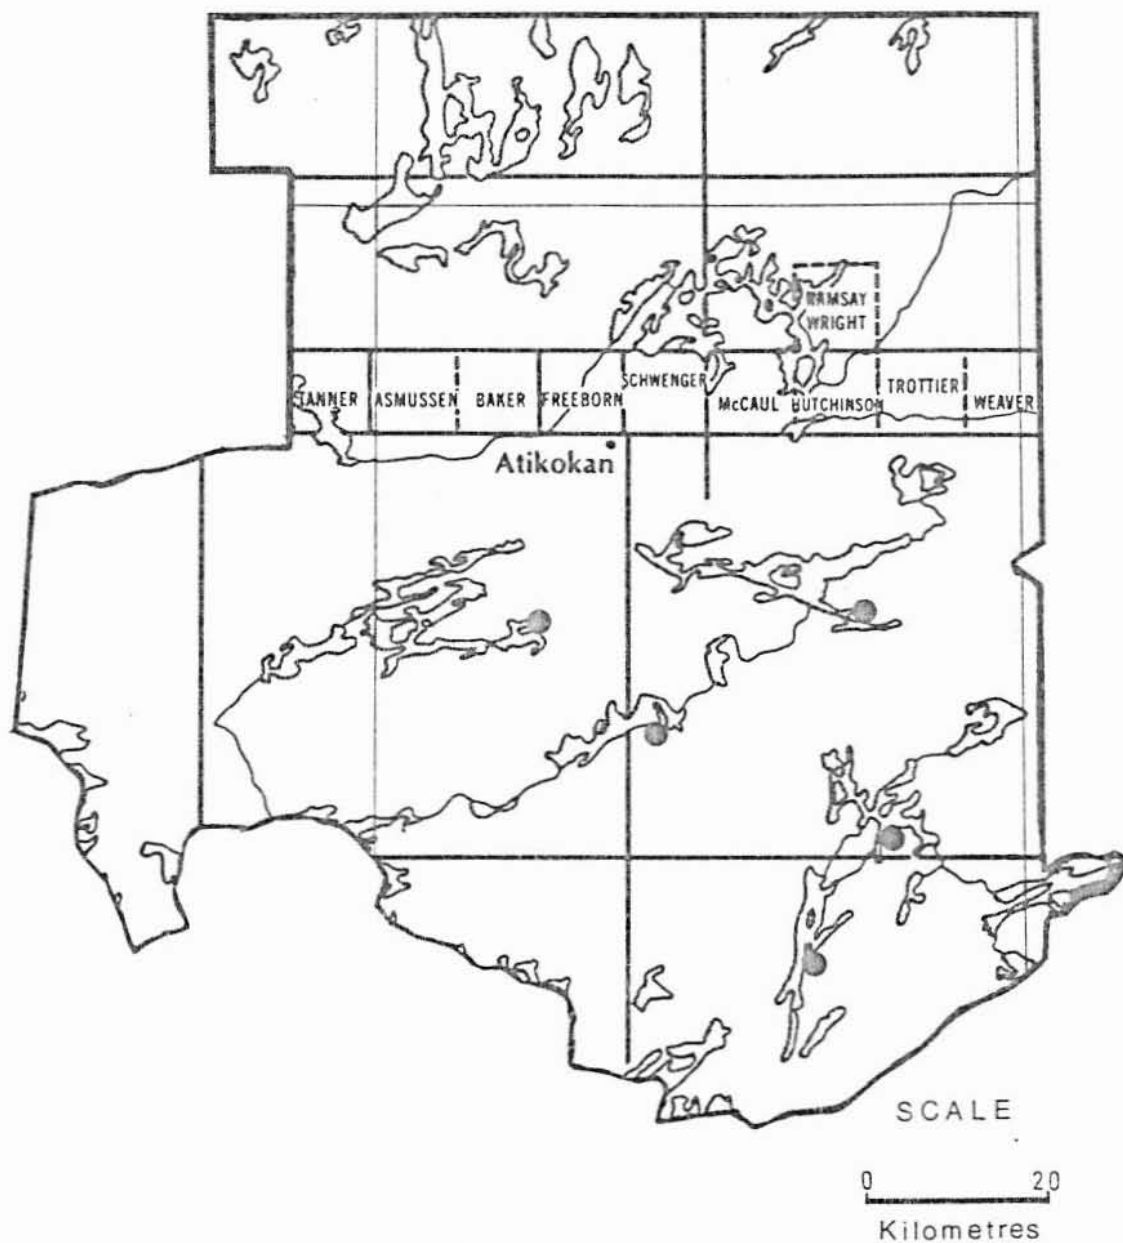 RAMSAY
WRIGHT
TANNER
ASMUSSEN
BAKER
FREEBORN
SCHWENGER
McCAUL
HUTCHINSON
TROTTIER
WEAVER
Atikokan
SCALE
0 20
Kilometres